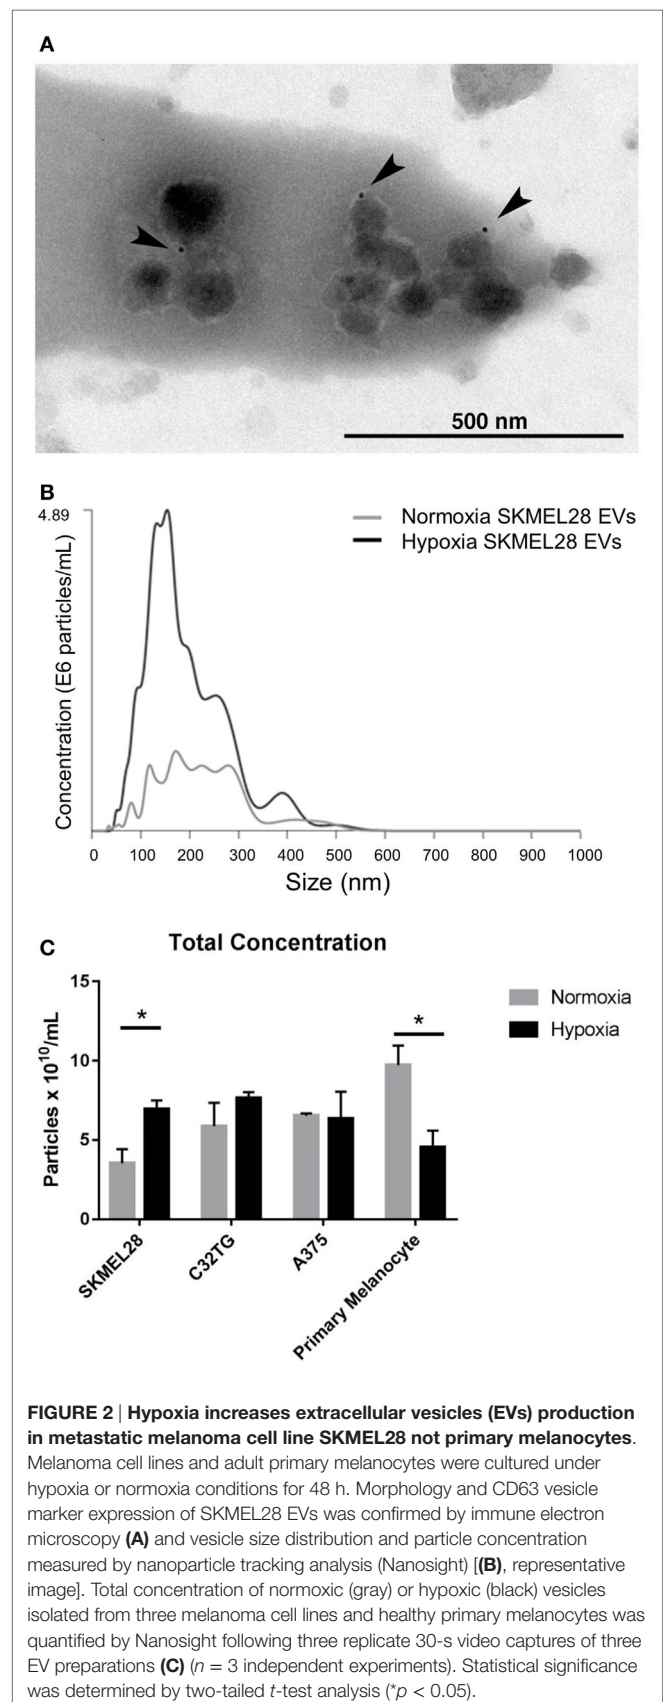 A
500 nm
B
4.89
Normoxia SKMEL28 EVs
Hypoxia SKMEL28 EVs
Concentration (E6 particles/mL)
0 100 200 300 400 500 600 700 800 900 1000
Size (nm)
C
Total Concentration
15
10
5
0
Particles x 10¹⁰/mL
*
*
Normoxia
Hypoxia
SKMEL28
C32TG
A375
Primary Melanocyte
FIGURE 2 | Hypoxia increases extracellular vesicles (EVs) production
in metastatic melanoma cell line SKMEL28 not primary melanocytes.
Melanoma cell lines and adult primary melanocytes were cultured under
hypoxia or normoxia conditions for 48 h. Morphology and CD63 vesicle
marker expression of SKMEL28 EVs was confirmed by immune electron
microscopy (A) and vesicle size distribution and particle concentration
measured by nanoparticle tracking analysis (Nanosight) [(B), representative
image]. Total concentration of normoxic (gray) or hypoxic (black) vesicles
isolated from three melanoma cell lines and healthy primary melanocytes was
quantified by Nanosight following three replicate 30-s video captures of three
EV preparations (C) (n = 3 independent experiments). Statistical significance
was determined by two-tailed t-test analysis (*p < 0.05).